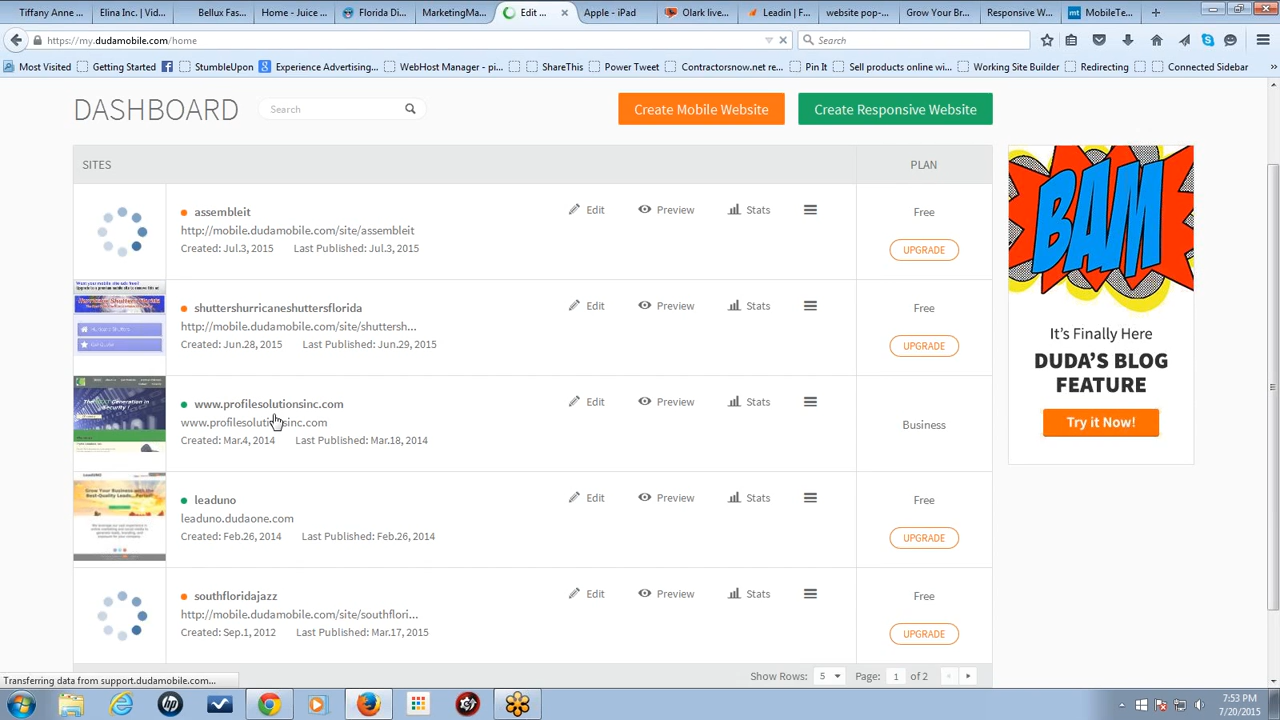 Tiffany Anne ...
Elina Inc. | Vid...
Bellux Fas...
Home - Juice ...
Florida Di...
MarketingMa...
Edit ...
Apple - iPad
Olark live...
Leadin | F...
website pop-...
Grow Your Br...
Responsive W...
MobileTe...
https://my.dudamobile.com/home
Search
Most Visited
Getting Started
StumbleUpon
Experience Advertising...
WebHost Manager - pi...
ShareThis
Power Tweet
Contractorsnow.net re...
Pin It
Sell products online wi...
Working Site Builder
Redirecting
Connected Sidebar
DASHBOARD
Search
Create Mobile Website
Create Responsive Website
SITES
PLAN
assembleit
http://mobile.dudamobile.com/site/assembleit
Created: Jul.3, 2015 Last Published: Jul.3, 2015
Edit Preview Stats
Free
UPGRADE
shuttershurricaneshuttersflorida
http://mobile.dudamobile.com/site/shuttersh...
Created: Jun.28, 2015 Last Published: Jun.29, 2015
Edit Preview Stats
Free
UPGRADE
www.profilesolutionsinc.com
www.profilesolutionsinc.com
Created: Mar.4, 2014 Last Published: Mar.18, 2014
Edit Preview Stats
Business
leaduno
leaduno.dudaone.com
Created: Feb.26, 2014 Last Published: Feb.26, 2014
Edit Preview Stats
Free
UPGRADE
southfloridajazz
http://mobile.dudamobile.com/site/southflori...
Created: Sep.1, 2012 Last Published: Mar.17, 2015
Edit Preview Stats
Free
UPGRADE
Show Rows: 5 Page: 1 of 2
BAM
It's Finally Here
DUDA'S BLOG
FEATURE
Try it Now!
Transferring data from support.dudamobile.com...
7:53 PM
7/20/2015